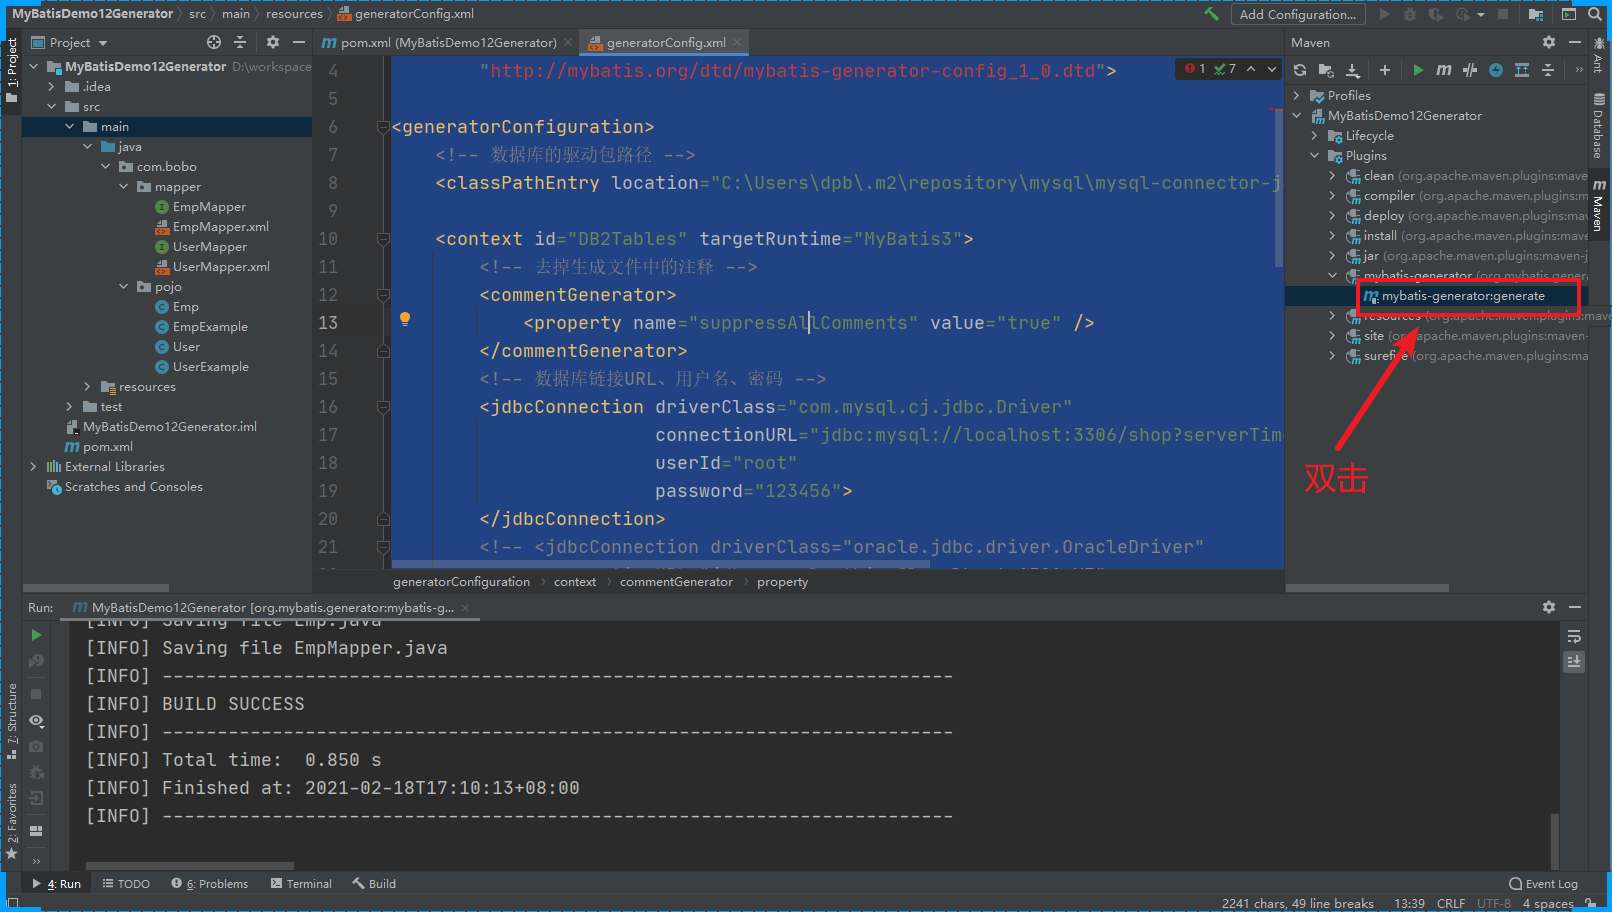 MyBatisDemo12Generator src main resources generatorConfig.xml
Add Configuration...
1: Project
Project
pom.xml (MyBatisDemo12Generator)
generatorConfig.xml
Maven
MyBatisDemo12Generator D:\workspace
.idea
src
main
java
com.bobo
mapper
EmpMapper
EmpMapper.xml
UserMapper
UserMapper.xml
pojo
Emp
EmpExample
User
UserExample
resources
test
MyBatisDemo12Generator.iml
pom.xml
External Libraries
Scratches and Consoles
4 "http://mybatis.org/dtd/mybatis-generator-config_1_0.dtd">
1 7
5
6 <generatorConfiguration>
7 <!-- 数据库的驱动包路径 -->
8 <classPathEntry location="C:\Users\dpb\.m2\repository\mysql\mysql-connector-j
9
10 <context id="DB2Tables" targetRuntime="MyBatis3">
11 <!-- 去掉生成文件中的注释 -->
12 <commentGenerator>
13 <property name="suppressAllComments" value="true" />
14 </commentGenerator>
15 <!-- 数据库链接URL、用户名、密码 -->
16 <jdbcConnection driverClass="com.mysql.cj.jdbc.Driver"
17 connectionURL="jdbc:mysql://localhost:3306/shop?serverTim
18 userId="root"
19 password="123456">
20 </jdbcConnection>
21 <!-- <jdbcConnection driverClass="oracle.jdbc.driver.OracleDriver"
generatorConfiguration context commentGenerator property
Profiles
MyBatisDemo12Generator
Lifecycle
Plugins
clean (org.apache.maven.plugins:mave
compiler (org.apache.maven.plugins:m
deploy (org.apache.maven.plugins:ma
install (org.apache.maven.plugins:mav
jar (org.apache.maven.plugins:maven-j
mybatis-generator (org.mybatis.genera
mybatis-generator:generate
resources (org.apache.maven.plugins:mave
site (org.apache.maven.plugins:maven-
surefire (org.apache.maven.plugins:ma
双击
Ant
Database
Maven
Run: MyBatisDemo12Generator [org.mybatis.generator:mybatis-g...
[INFO] Saving file Emp.java
[INFO] Saving file EmpMapper.java
[INFO] ------------------------------------------------------------------------
[INFO] BUILD SUCCESS
[INFO] ------------------------------------------------------------------------
[INFO] Total time:  0.850 s
[INFO] Finished at: 2021-02-18T17:10:13+08:00
[INFO] ------------------------------------------------------------------------
7: Structure
2: Favorites
4: Run TODO 6: Problems Terminal Build Event Log
2241 chars, 49 line breaks 13:39 CRLF UTF-8 4 spaces